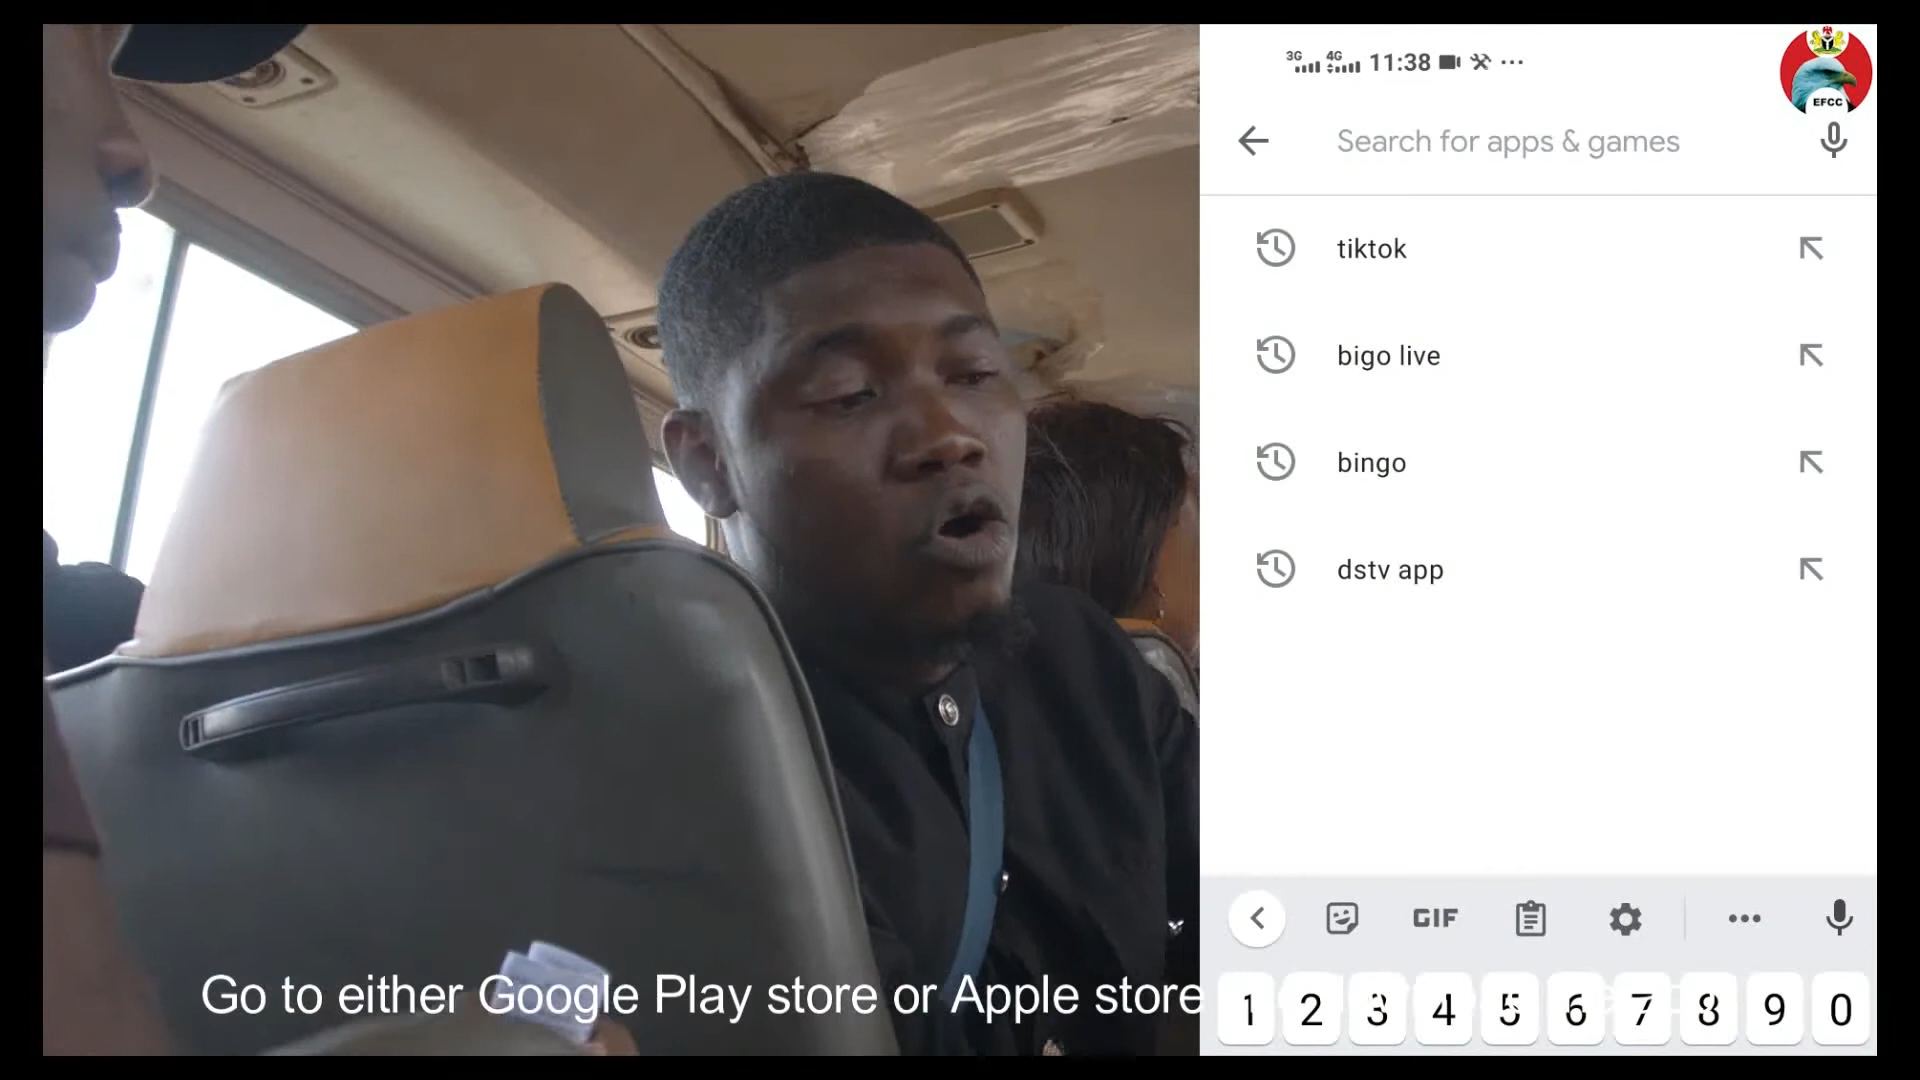 3G 4G 11:38
EFCC
Search for apps & games
tiktok
bigo live
bingo
dstv app
GIF
Go to either Google Play store or Apple store
1 2 3 4 5 6 7 8 9 0